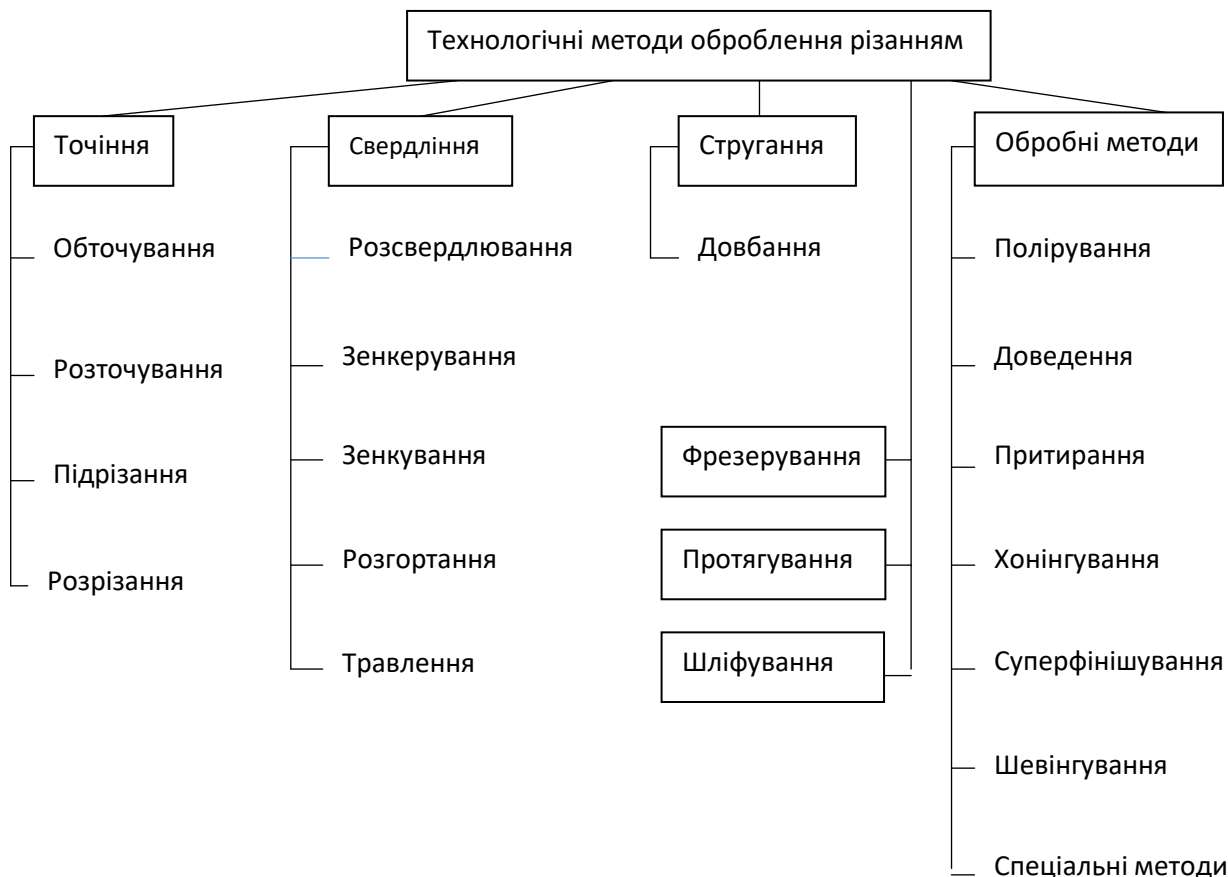 Технологічні методи оброблення різанням
Точіння
Обточування
Розточування
Підрізання
Розрізання
Свердління
Розсвердлювання
Зенкерування
Зенкування
Розгортання
Травлення
Стругання
Довбання
Фрезерування
Протягування
Шліфування
Обробні методи
Полірування
Доведення
Притирання
Хонінгування
Суперфінішування
Шевінгування
Спеціальні методи